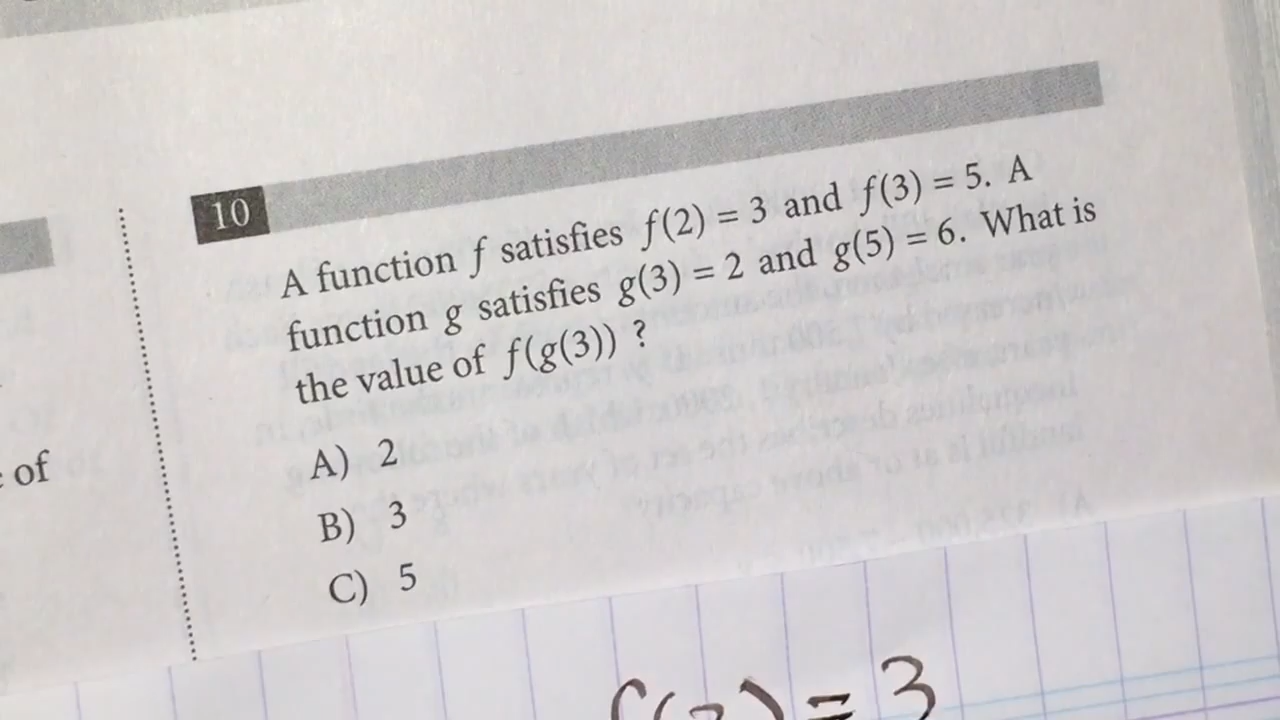 10
A function f satisfies f(2) = 3 and f(3) = 5. A
function g satisfies g(3) = 2 and g(5) = 6. What is
the value of f(g(3)) ?
A) 2
B) 3
C) 5
of
= 3